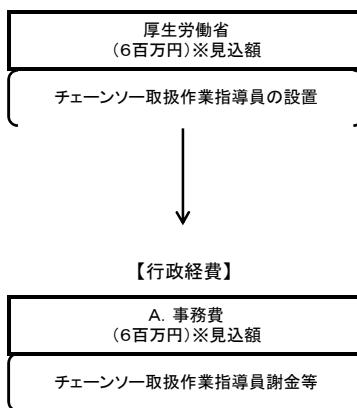 厚生労働省
（６百万円）※見込額
チェーンソー取扱作業指導員の設置
【行政経費】
A．事務費
（６百万円）※見込額
チェーンソー取扱作業指導員謝金等